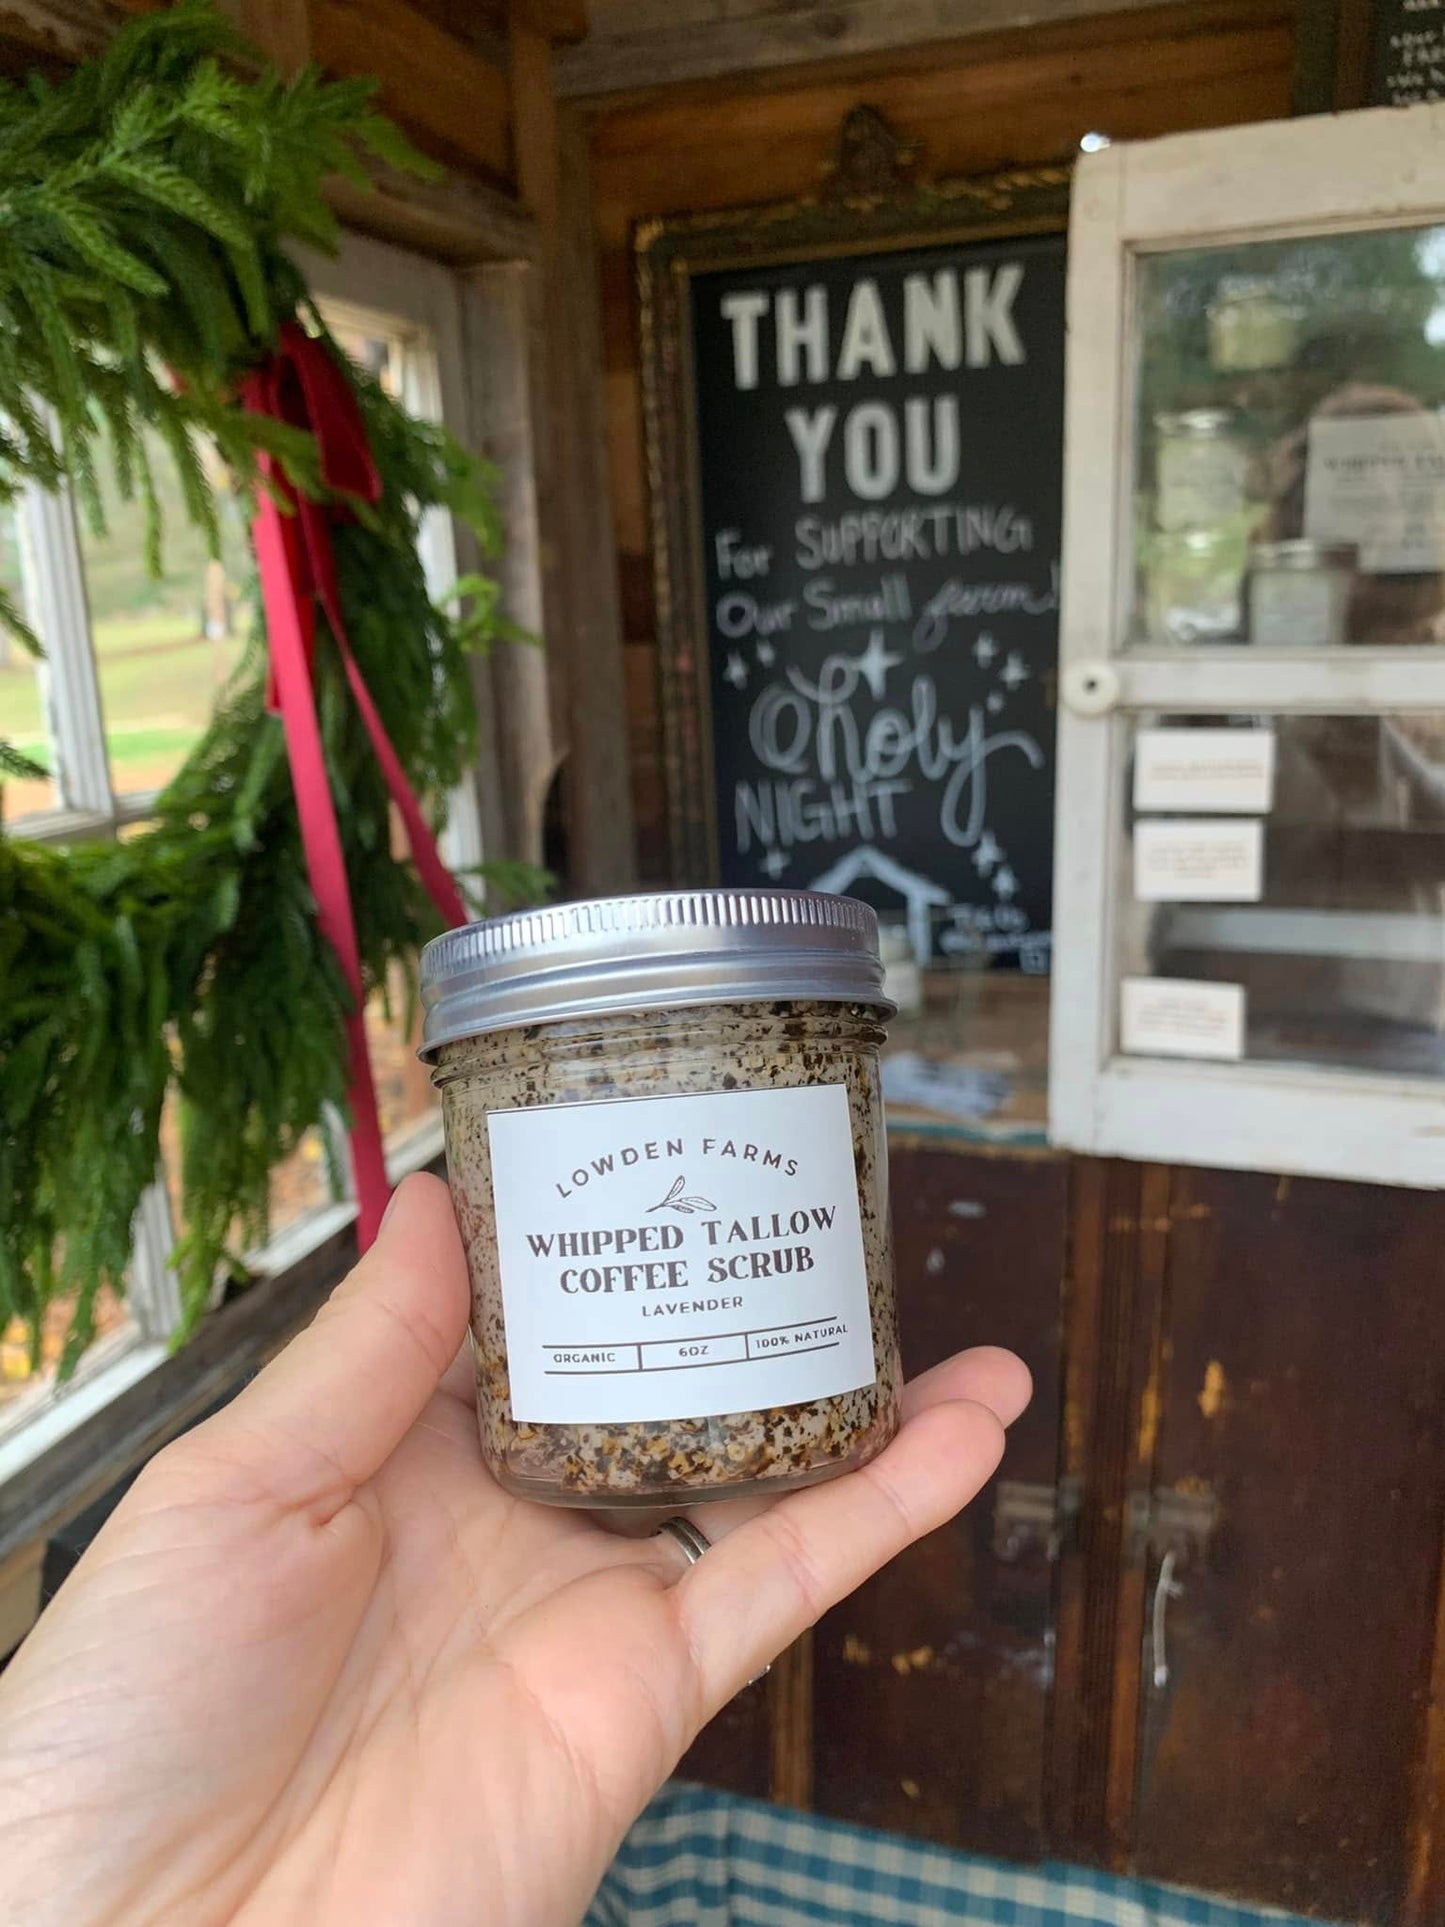 THANK
YOU
For SUPPORTING
Our Small farm!
O holy
NIGHT
LOWDEN FARMS
WHIPPED TALLOW
COFFEE SCRUB
LAVENDER
ORGANIC 6OZ 100% NATURAL